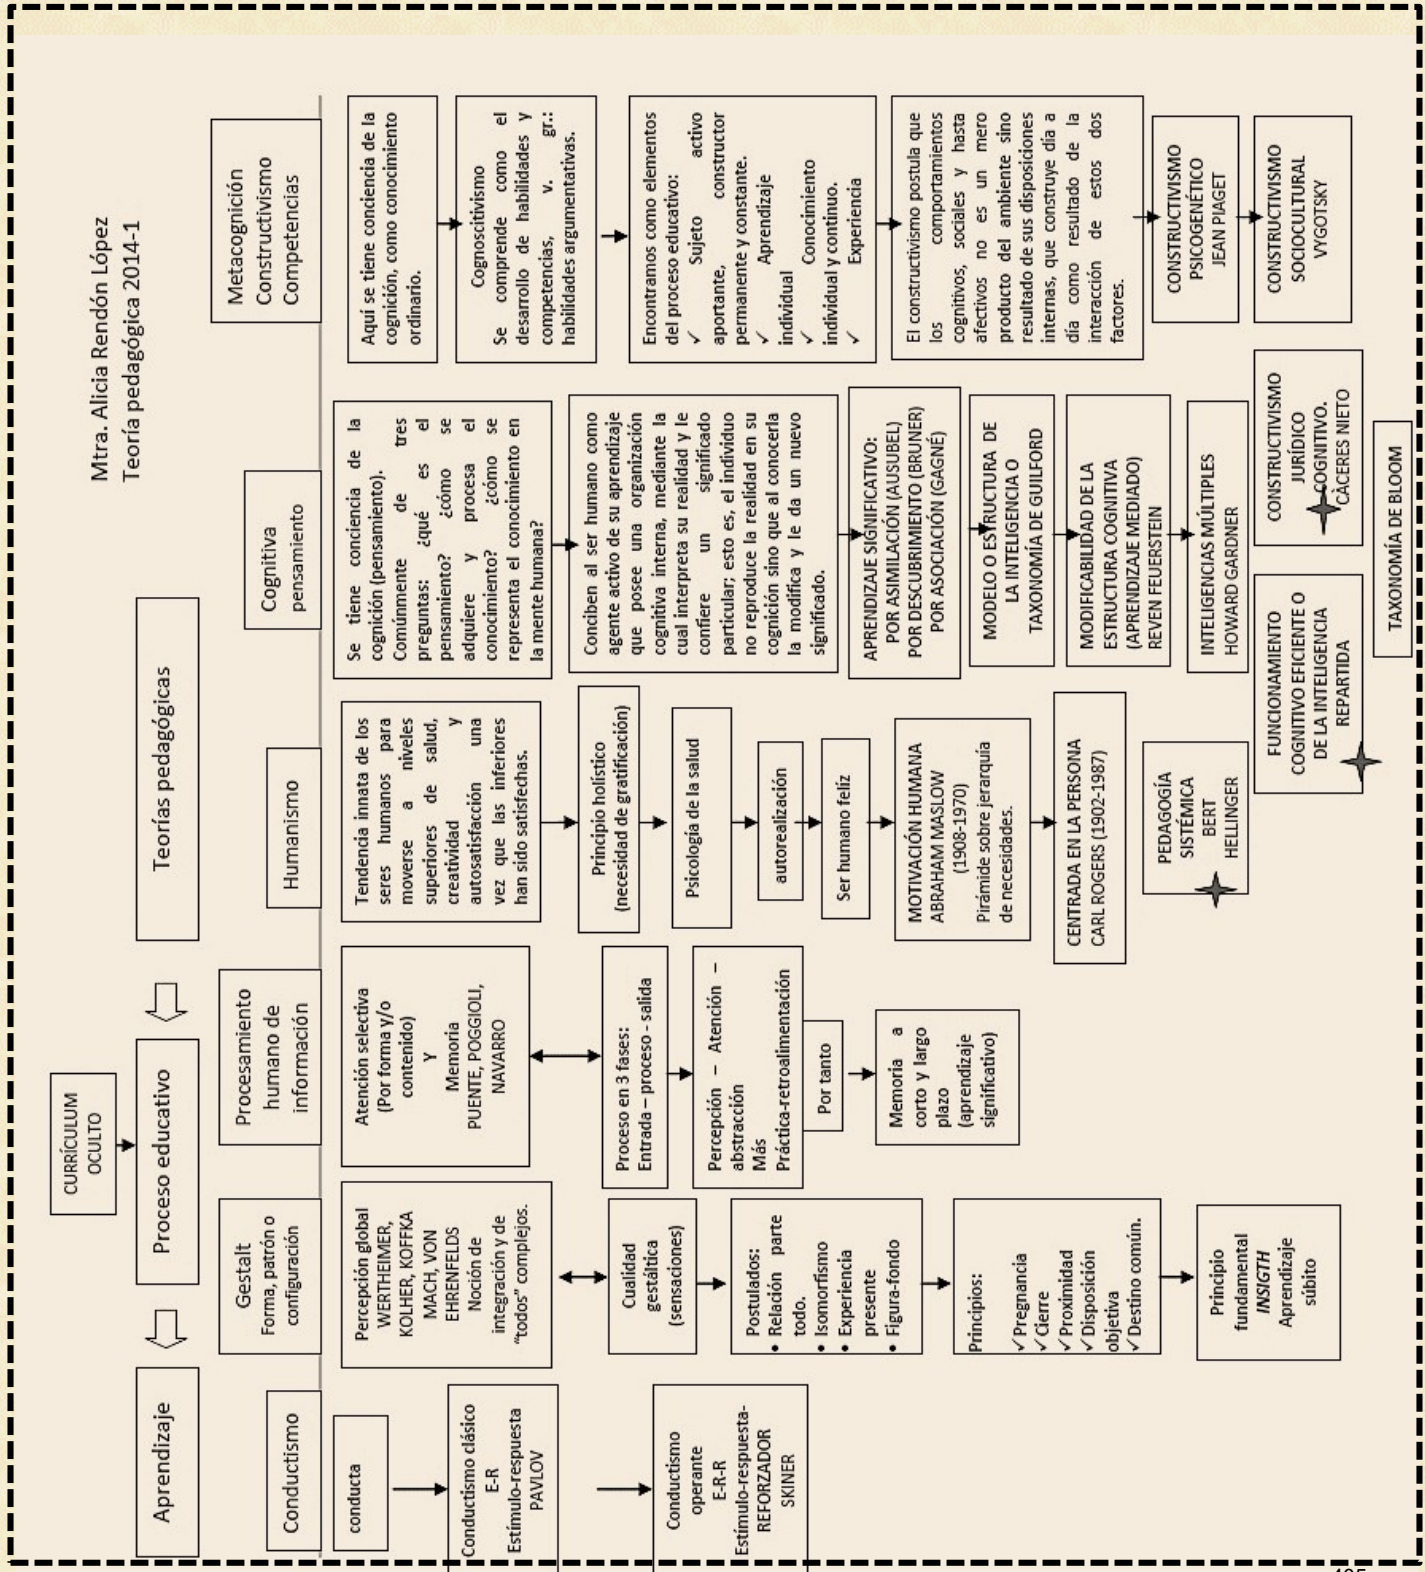 Mtra. Alicia Rendón López
Teoría pedagógica 2014-1
CURRÍCULUM
OCULTO
Aprendizaje
Proceso educativo
Teorías pedagógicas
Conductismo
conducta
Conductismo clásico
E-R
Estímulo-respuesta
PAVLOV
Conductismo
operante
E-R-R
Estímulo-respuesta-
REFORZADOR
SKINER
Gestalt
Forma, patrón o
configuración
Percepción global
WERTHEIMER,
KOLHER, KOFFKA
MACH, VON
EHRENFELDS
Noción de
integración y de
“todos” complejos.
Cualidad
gestáltica
(sensaciones)
Postulados:
• Relación parte
todo.
• Isomorfismo
• Experiencia
presente
• Figura-fondo
Principios:
✓Pregnancia
✓Cierre
✓Proximidad
✓Disposición
objetiva
✓Destino común.
Principio
fundamental
INSIGTH
Aprendizaje
súbito
Procesamiento
humano de
información
Atención selectiva
(Por forma y/o
contenido)
Y
Memoria
PUENTE, POGGIOLI,
NAVARRO
Proceso en 3 fases:
Entrada – proceso - salida
Percepción – Atención –
abstracción
Más
Práctica-retroalimentación
Por tanto
Memoria a
corto y largo
plazo
(aprendizaje
significativo)
Humanismo
Tendencia innata de los
seres humanos para
moverse a niveles
superiores de salud,
creatividad y
autosatisfacción una
vez que las inferiores
han sido satisfechas.
Principio holístico
(necesidad de gratificación)
Psicología de la salud
autorealización
Ser humano felíz
MOTIVACIÓN HUMANA
ABRAHAM MASLOW
(1908-1970)
Pirámide sobre jerarquía
de necesidades.
CENTRADA EN LA PERSONA
CARL ROGERS (1902-1987)
PEDAGOGÍA
SISTÉMICA
BERT
HELLINGER
Cognitiva
pensamiento
Se tiene conciencia de la
cognición (pensamiento).
Comúnmente de tres
preguntas: ¿qué es el
pensamiento? ¿cómo se
adquiere y procesa el
conocimiento? ¿cómo se
representa el conocimiento en
la mente humana?
Conciben al ser humano como
agente activo de su aprendizaje
que posee una organización
cognitiva interna, mediante la
cual interpreta su realidad y le
confiere un significado
particular; esto es, el individuo
no reproduce la realidad en su
cognición sino que al conocerla
la modifica y le da un nuevo
significado.
APRENDIZAJE SIGNIFICATIVO:
POR ASIMILACIÓN (AUSUBEL)
POR DESCUBRIMIENTO (BRUNER)
POR ASOCIACIÓN (GAGNÉ)
MODELO O ESTRUCTURA DE
LA INTELIGENCIA O
TAXONOMÍA DE GUILFORD
MODIFICABILIDAD DE LA
ESTRUCTURA COGNITIVA
(APRENDIZAJE MEDIADO)
REVEN FEUERSTEIN
INTELIGENCIAS MÚLTIPLES
HOWARD GARDNER
FUNCIONAMIENTO
COGNITIVO EFICIENTE O
DE LA INTELIGENCIA
REPARTIDA
CONSTRUCTIVISMO
JURÍDICO
COGNITIVO.
CÀCERES NIETO
TAXONOMÍA DE BLOOM
Metacognición
Constructivismo
Competencias
Aquí se tiene conciencia de la
cognición, como conocimiento
ordinario.
Cognoscitivismo
Se comprende como el
desarrollo de habilidades y
competencias, v. gr.:
habilidades argumentativas.
Encontramos como elementos
del proceso educativo:
✓ Sujeto activo
aportante, constructor
permanente y constante.
✓ Aprendizaje
individual
✓ Conocimiento
individual y continuo.
✓ Experiencia
El constructivismo postula que
los comportamientos
cognitivos, sociales y hasta
afectivos no es un mero
producto del ambiente sino
resultado de sus disposiciones
internas, que construye día a
día como resultado de la
interacción de estos dos
factores.
CONSTRUCTIVISMO
PSICOGENÉTICO
JEAN PIAGET
CONSTRUCTIVISMO
SOCIOCULTURAL
VYGOTSKY